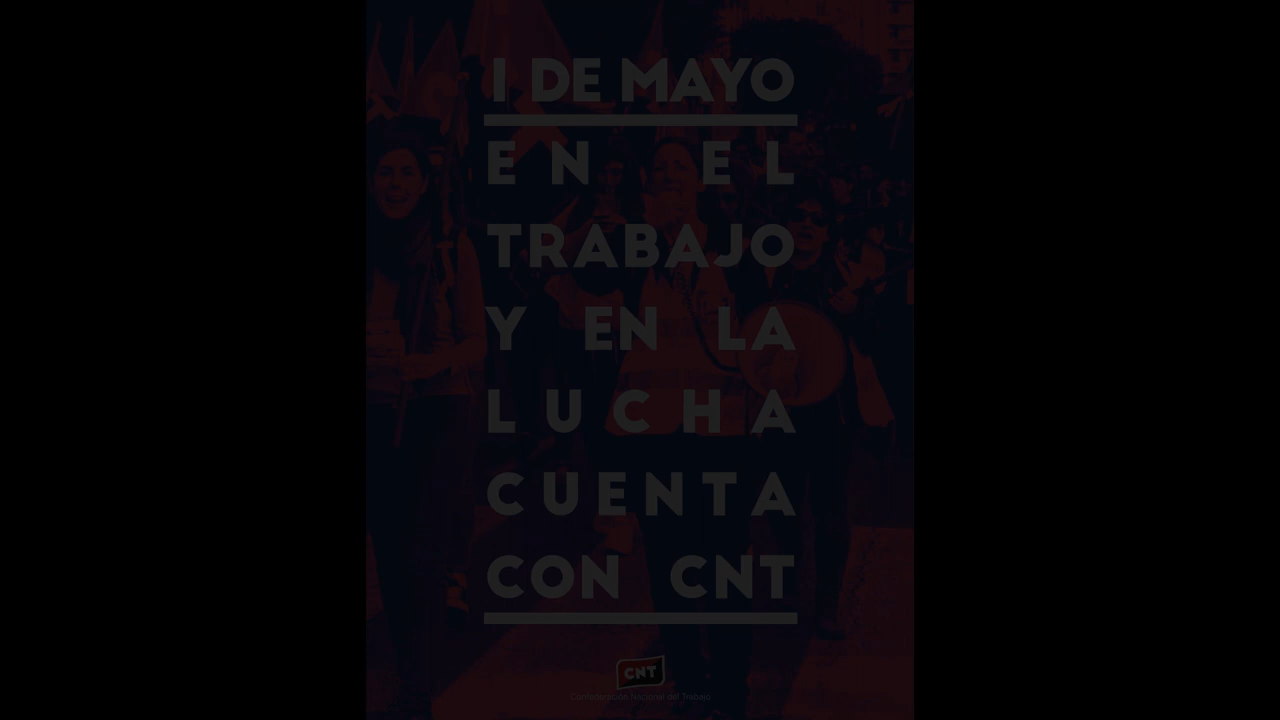 1 DE MAYO
EN EL
TRABAJO
Y EN LA
LUCHA
CUENTA
CON CNT
CNT
Confederación Nacional del Trabajo